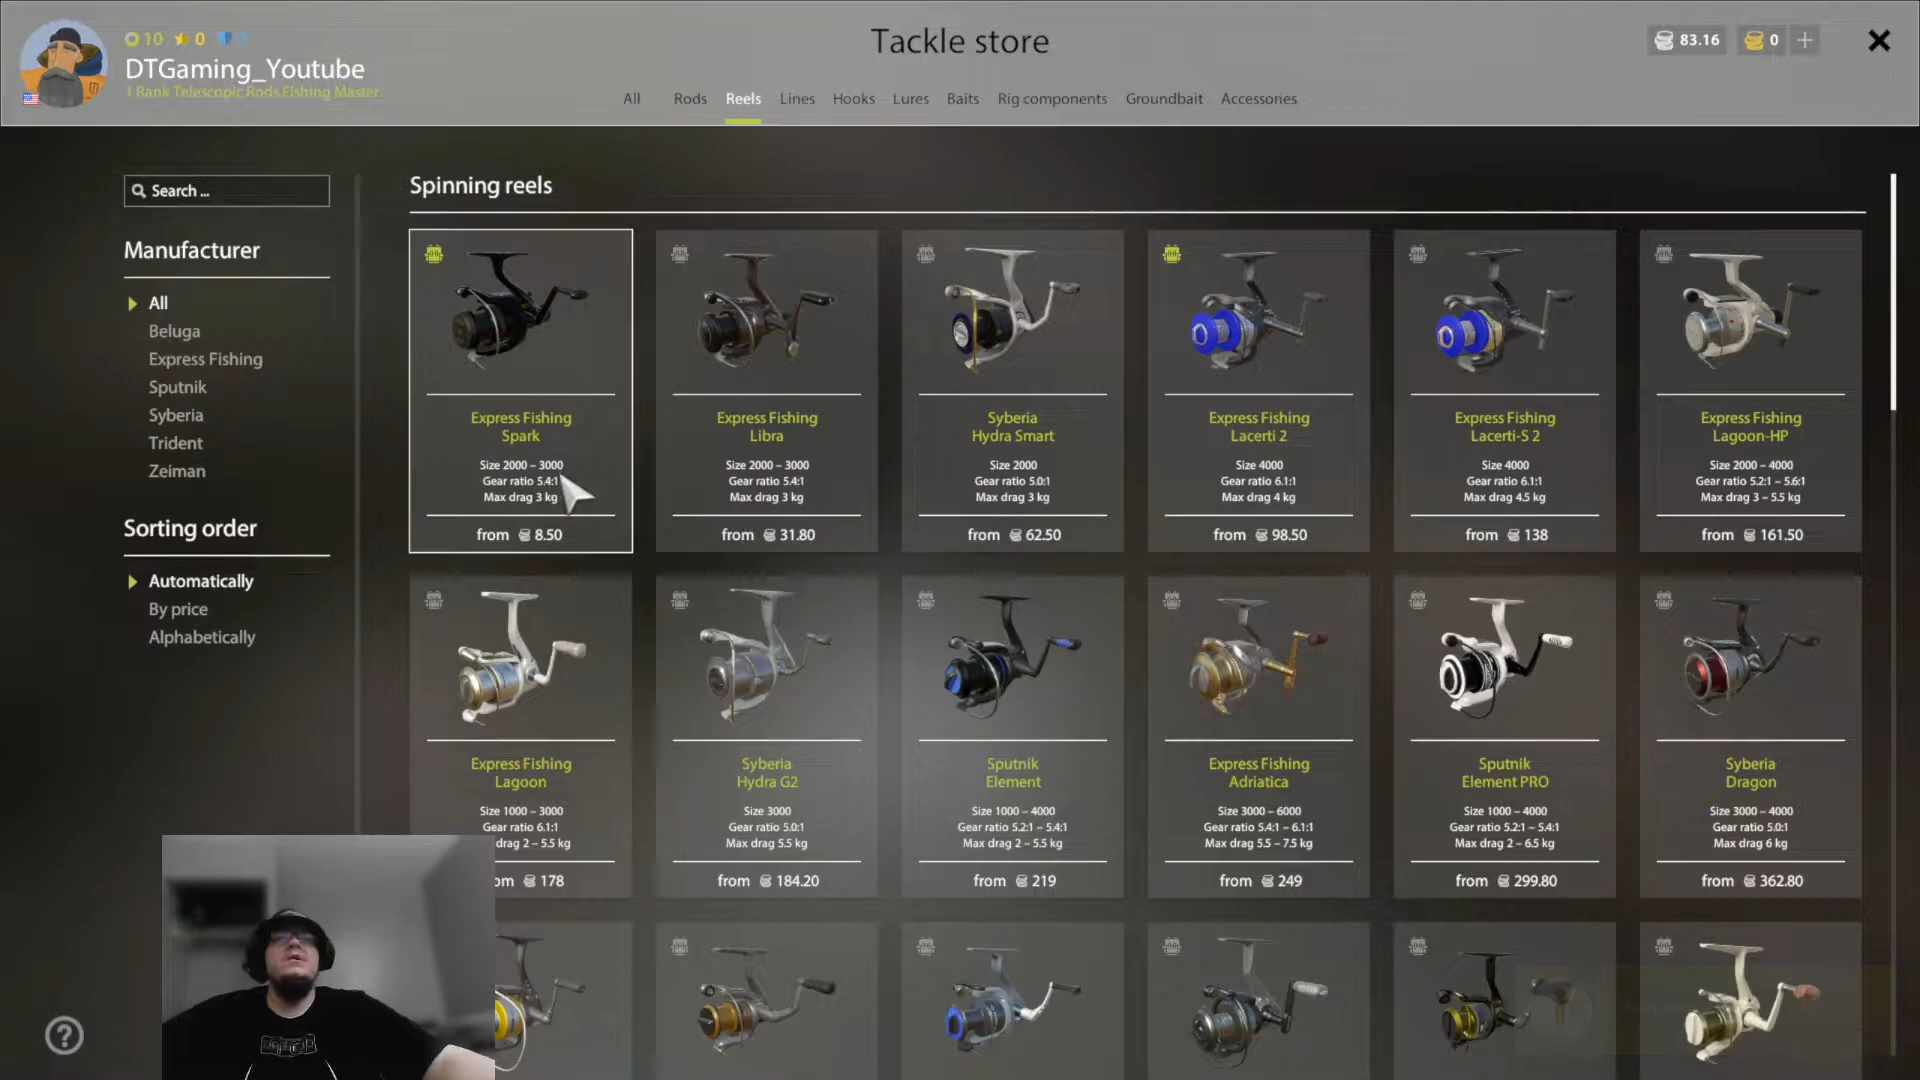 10 0
Tackle store
83.16 0
DTGaming_Youtube
1 Rank Telescopic Rods Fishing Master
All Rods Reels Lines Hooks Lures Baits Rig components Groundbait Accessories
Search ...
Manufacturer
All
Beluga
Express Fishing
Sputnik
Syberia
Trident
Zeiman
Sorting order
Automatically
By price
Alphabetically
Spinning reels
Express Fishing
Spark
Size 2000 – 3000
Gear ratio 5.4:1
Max drag 3 kg
from 8.50
Express Fishing
Libra
Size 2000 – 3000
Gear ratio 5.4:1
Max drag 3 kg
from 31.80
Syberia
Hydra Smart
Size 2000
Gear ratio 5.0:1
Max drag 3 kg
from 62.50
Express Fishing
Lacerti 2
Size 4000
Gear ratio 6.1:1
Max drag 4 kg
from 98.50
Express Fishing
Lacerti-S 2
Size 4000
Gear ratio 6.1:1
Max drag 4.5 kg
from 138
Express Fishing
Lagoon-HP
Size 2000 – 4000
Gear ratio 5.2:1 – 5.6:1
Max drag 3 – 5.5 kg
from 161.50
Express Fishing
Lagoon
Size 1000 – 3000
Gear ratio 6.1:1
drag 2 – 5.5 kg
om 178
Syberia
Hydra G2
Size 3000
Gear ratio 5.0:1
Max drag 5.5 kg
from 184.20
Sputnik
Element
Size 1000 – 4000
Gear ratio 5.2:1 – 5.4:1
Max drag 2 – 5.5 kg
from 219
Express Fishing
Adriatica
Size 3000 – 6000
Gear ratio 5.4:1 – 6.1:1
Max drag 5.5 – 7.5 kg
from 249
Sputnik
Element PRO
Size 1000 – 4000
Gear ratio 5.2:1 – 5.4:1
Max drag 2 – 6.5 kg
from 299.80
Syberia
Dragon
Size 3000 – 4000
Gear ratio 5.0:1
Max drag 6 kg
from 362.80